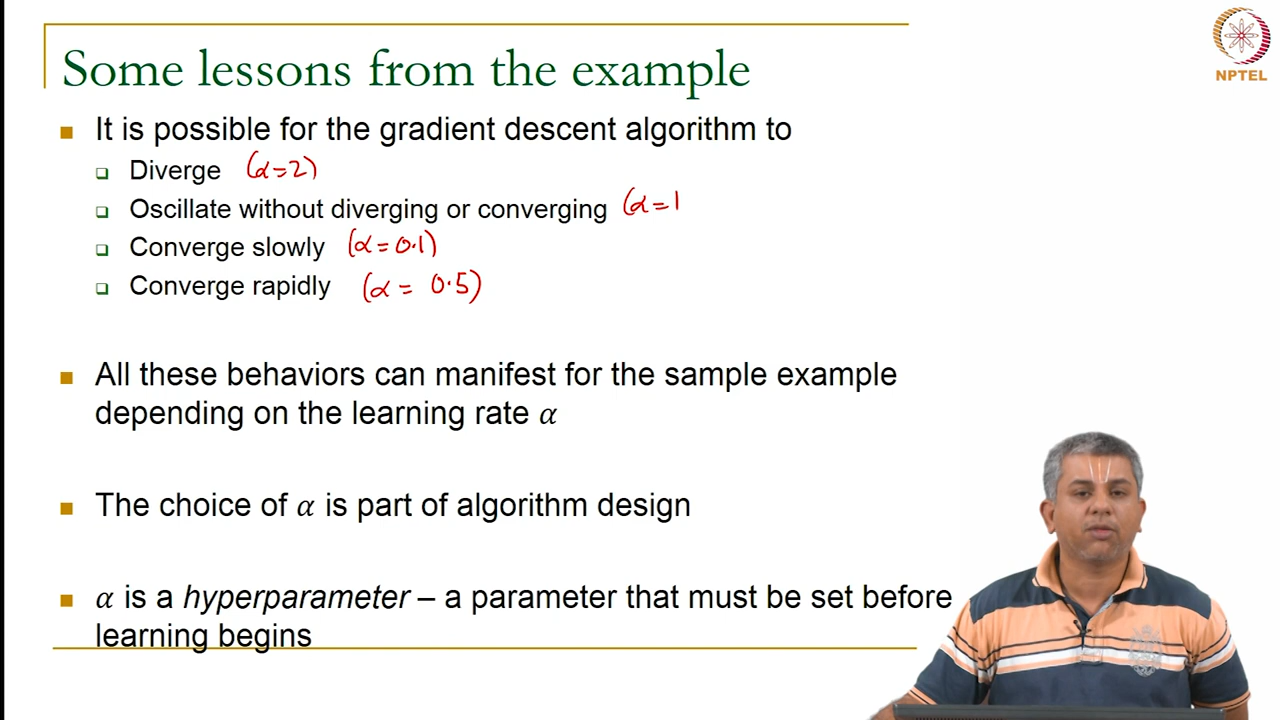 Some lessons from the example
NPTEL
It is possible for the gradient descent algorithm to
Diverge (α=2)
Oscillate without diverging or converging (α=1
Converge slowly (α=0.1)
Converge rapidly (α= 0.5)
All these behaviors can manifest for the sample example
depending on the learning rate α
The choice of α is part of algorithm design
α is a hyperparameter – a parameter that must be set before
learning begins